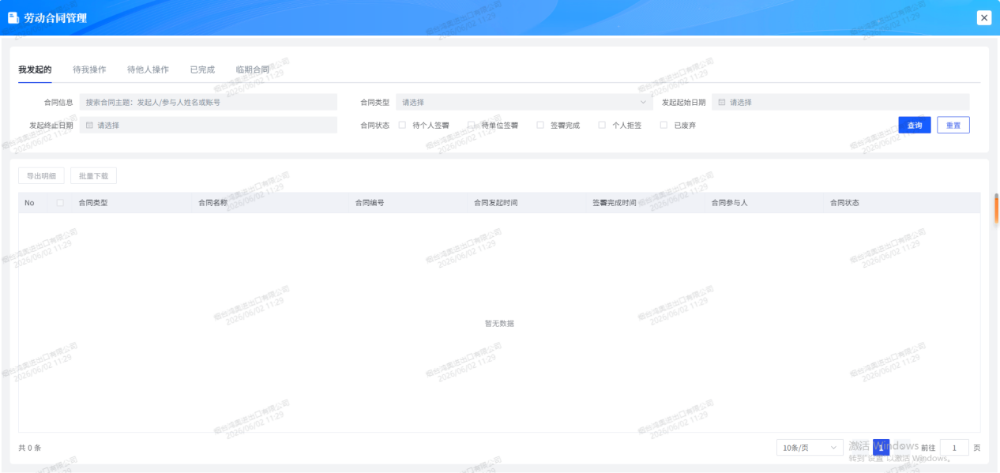 劳动合同管理
我发起的 待我操作 待他人操作 已完成 临期合同
合同信息 搜索合同主题：发起人/参与人姓名或账号 合同类型 请选择 发起起始日期 请选择
发起终止日期 请选择 合同状态 待个人签署 待单位签署 签署完成 个人拒签 已废弃 查询 重置
导出明细 批量下载
No 合同类型 合同名称 合同编号 合同发起时间 签署完成时间 合同参与人 合同状态
暂无数据
共 0 条 10条/页 1 前往 1 页
激活 Windows
转到"设置"以激活 Windows。
2026/06/02 11:29